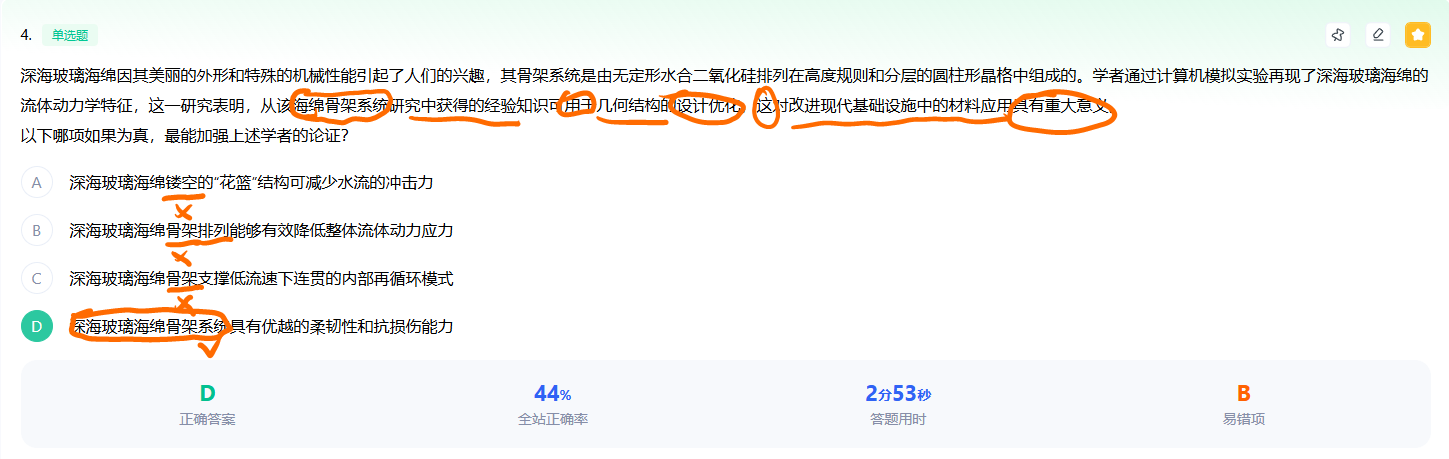 4. 单选题
深海玻璃海绵因其美丽的外形和特殊的机械性能引起了人们的兴趣，其骨架系统是由无定形水合二氧化硅排列在高度规则和分层的圆柱形晶格中组成的。学者通过计算机模拟实验再现了深海玻璃海绵的
流体动力学特征，这一研究表明，从该海绵骨架系统研究中获得的经验知识可用于几何结构的设计优化，这对改进现代基础设施中的材料应用具有重大意义。
以下哪项如果为真，最能加强上述学者的论证？
A 深海玻璃海绵镂空的“花篮”结构可减少水流的冲击力
B 深海玻璃海绵骨架排列能够有效降低整体流体动力应力
C 深海玻璃海绵骨架支撑低流速下连贯的内部再循环模式
D 深海玻璃海绵骨架系统具有优越的柔韧性和抗损伤能力
D 44% 2分53秒 B
正确答案 全站正确率 答题用时 易错项